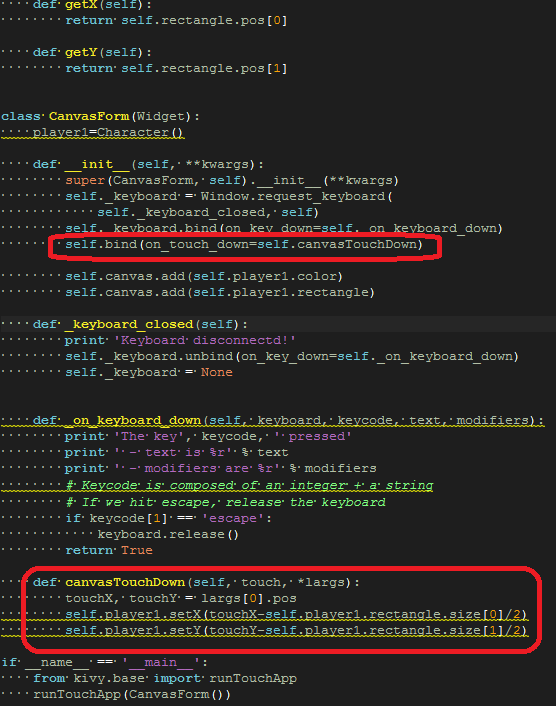 def getX(self):
return self.rectangle.pos[0]
def getY(self):
return self.rectangle.pos[1]
class CanvasForm(Widget):
player1=Character()
def __init__(self, **kwargs):
super(CanvasForm, self).__init__(**kwargs)
self._keyboard = Window.request_keyboard(
self._keyboard_closed, self)
self._keyboard.bind(on_key_down=self._on_keyboard_down)
self.bind(on_touch_down=self.canvasTouchDown)
self.canvas.add(self.player1.color)
self.canvas.add(self.player1.rectangle)
def _keyboard_closed(self):
print 'Keyboard disconnectd!'
self._keyboard.unbind(on_key_down=self._on_keyboard_down)
self._keyboard = None
def _on_keyboard_down(self, keyboard, keycode, text, modifiers):
print 'The key', keycode, ' pressed'
print ' - text is %r' % text
print ' - modifiers are %r' % modifiers
# Keycode is composed of an integer + a string
# If we hit escape, release the keyboard
if keycode[1] == 'escape':
keyboard.release()
return True
def canvasTouchDown(self, touch, *largs):
touchX, touchY = largs[0].pos
self.player1.setX(touchX-self.player1.rectangle.size[0]/2)
self.player1.setY(touchY-self.player1.rectangle.size[1]/2)
if __name__ == '__main__':
from kivy.base import runTouchApp
runTouchApp(CanvasForm())